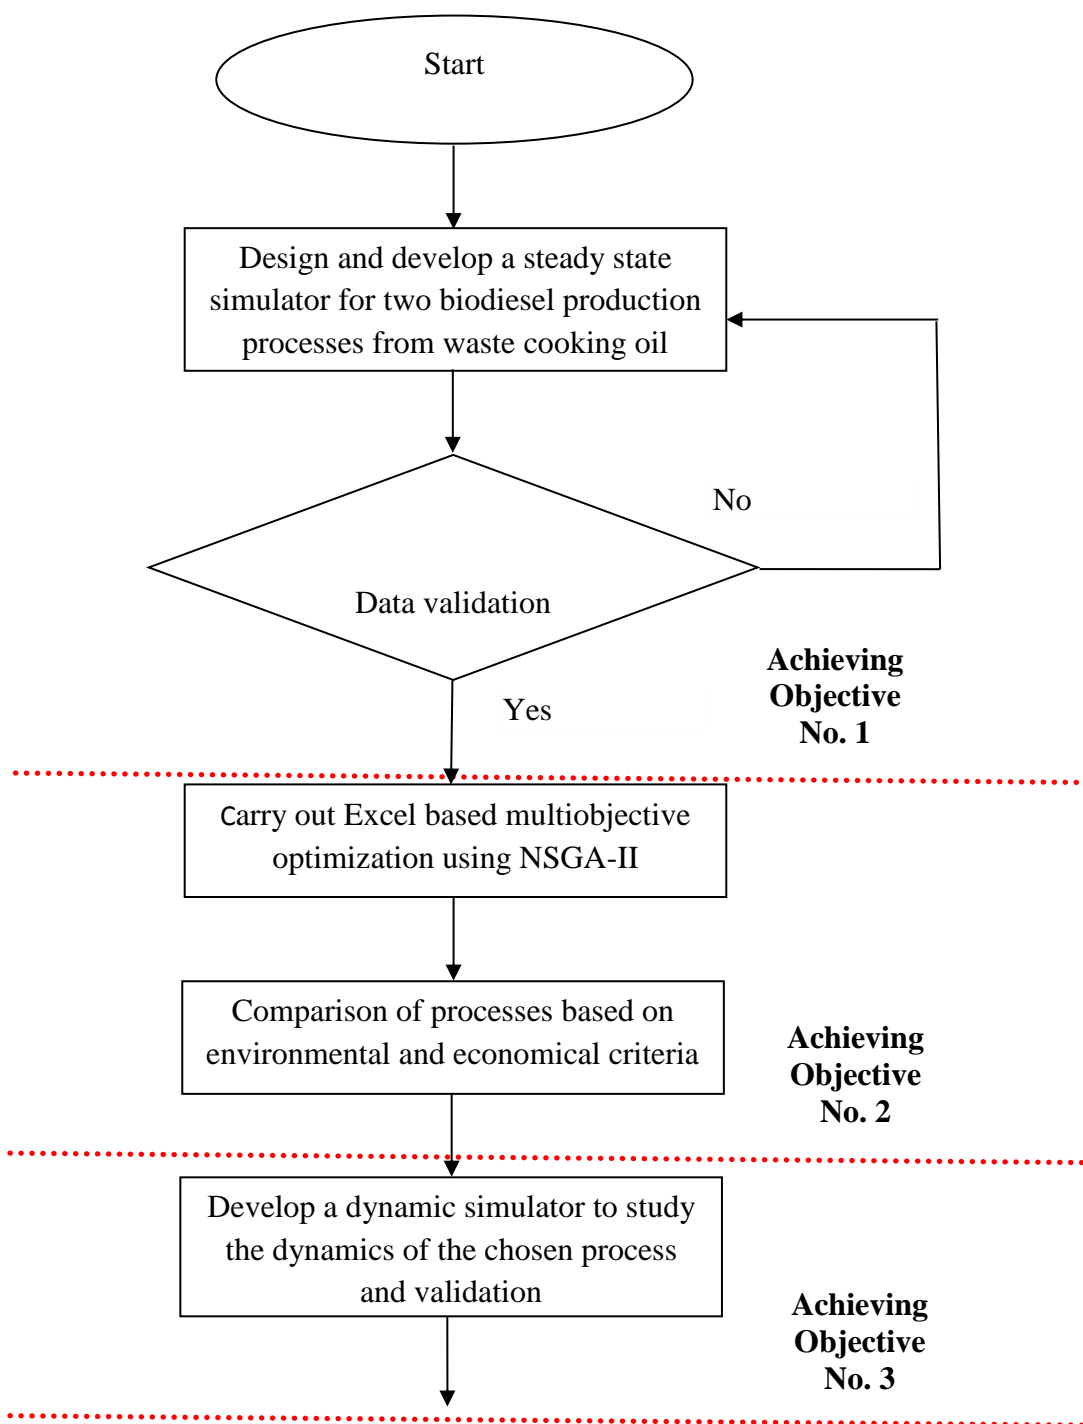 Start
Design and develop a steady state
simulator for two biodiesel production
processes from waste cooking oil
No
Data validation
Achieving
Objective
No. 1
Yes
Carry out Excel based multiobjective
optimization using NSGA-II
Comparison of processes based on
environmental and economical criteria
Achieving
Objective
No. 2
Develop a dynamic simulator to study
the dynamics of the chosen process
and validation
Achieving
Objective
No. 3